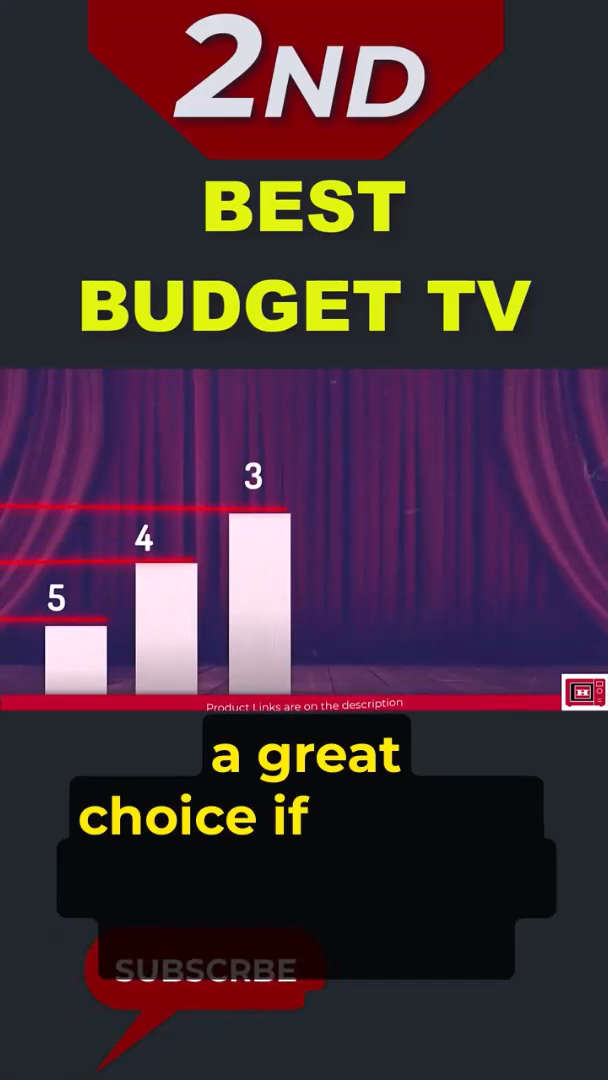 2ND
BEST
BUDGET TV
3
4
5
Product Links are on the description
H
a great
choice if
SUBSCRBE